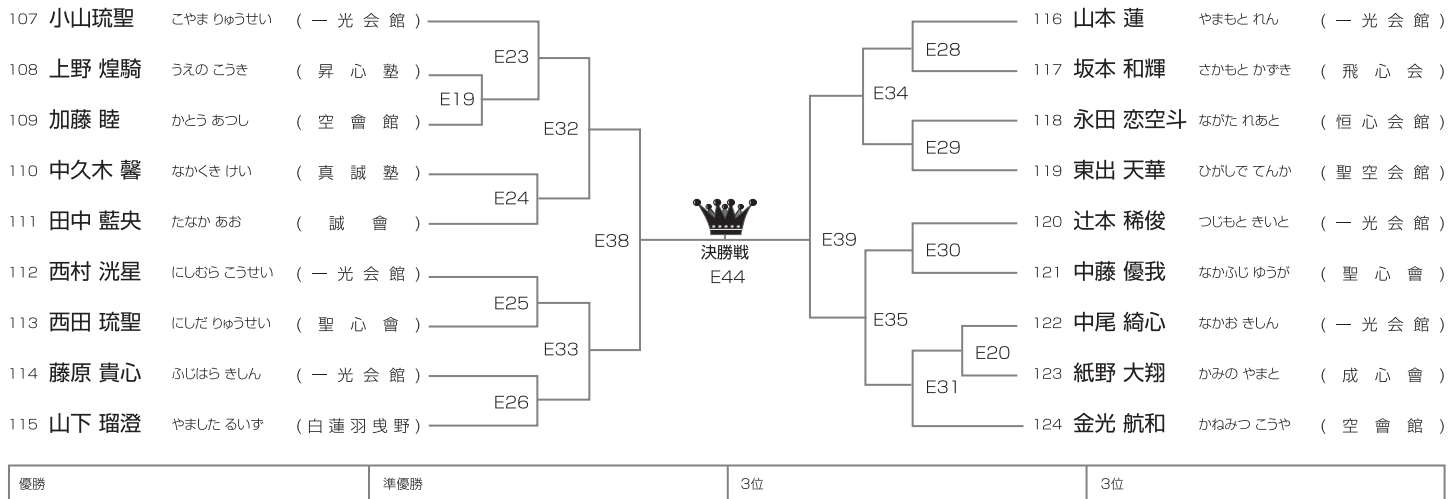 107 小山琉聖 こやま りゅうせい (一光会館)
108 上野 煌騎 うえの こうき (昇心塾)
109 加藤 睦 かとう あつし (空會館)
110 中久木 馨 なかくき けい (真誠塾)
111 田中 藍央 たなか あお (誠會)
112 西村 洸星 にしむら こうせい (一光会館)
113 西田 琉聖 にしだ りゅうせい (聖心會)
114 藤原 貴心 ふじはら きしん (一光会館)
115 山下 瑠澄 やました るいず (白蓮羽曳野)
E23
E19
E32
E24
E38
E25
E33
E26
決勝戦
E44
E28
E34
E29
E39
E30
E35
E20
E31
116 山本 蓮 やまもと れん (一光会館)
117 坂本 和輝 さかもと かずき (飛心会)
118 永田 恋空斗 ながた れあと (恒心会館)
119 東出 天華 ひがしで てんか (聖空会館)
120 辻本 稀俊 つじもと きいと (一光会館)
121 中藤 優我 なかふじ ゆうが (聖心會)
122 中尾 綺心 なかお きしん (一光会館)
123 紙野 大翔 かみの やまと (成心會)
124 金光 航和 かねみつ こうや (空會館)
優勝 準優勝 3位 3位